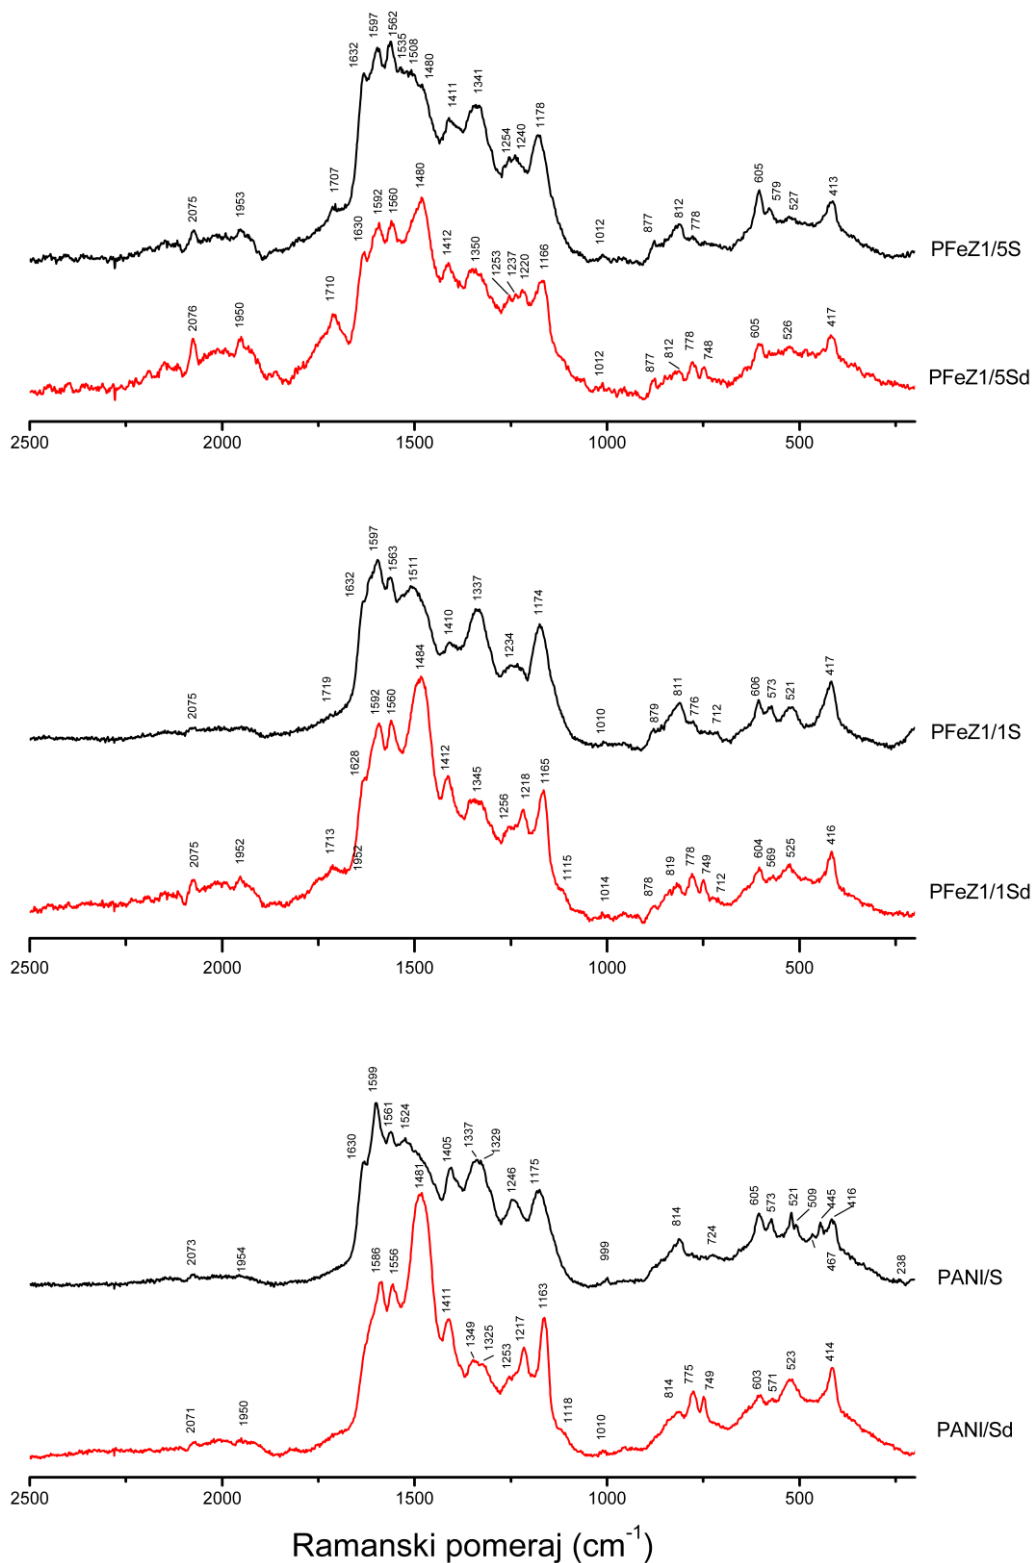 1632 1597 1562 1535 1508 1480 1411 1341 1254 1240 1178 1707 2075 1953 1012 877 812 778 605 579 527 413
PFeZ1/5S
1630 1592 1560 1480 1412 1350 1253 1237 1220 1166 1710 2076 1950 1012 877 812 778 748 605 526 417
PFeZ1/5Sd
2500 2000 1500 1000 500
1632 1597 1563 1511 1410 1337 1234 1174 1719 2075 1010 879 811 776 712 606 573 521 417
PFeZ1/1S
1628 1592 1560 1484 1412 1345 1256 1218 1165 1115 2075 1952 1713 1952 1014 878 819 778 749 712 604 569 525 416
PFeZ1/1Sd
2500 2000 1500 1000 500
1630 1599 1561 1524 1405 1337 1329 1246 1175 2073 1954 999 814 724 605 573 521 509 467 445 416 238
PANI/S
1586 1556 1481 1411 1349 1325 1253 1217 1163 1118 2071 1950 1010 814 775 749 603 571 523 414
PANI/Sd
2500 2000 1500 1000 500
Ramanski pomeraj (cm⁻¹)